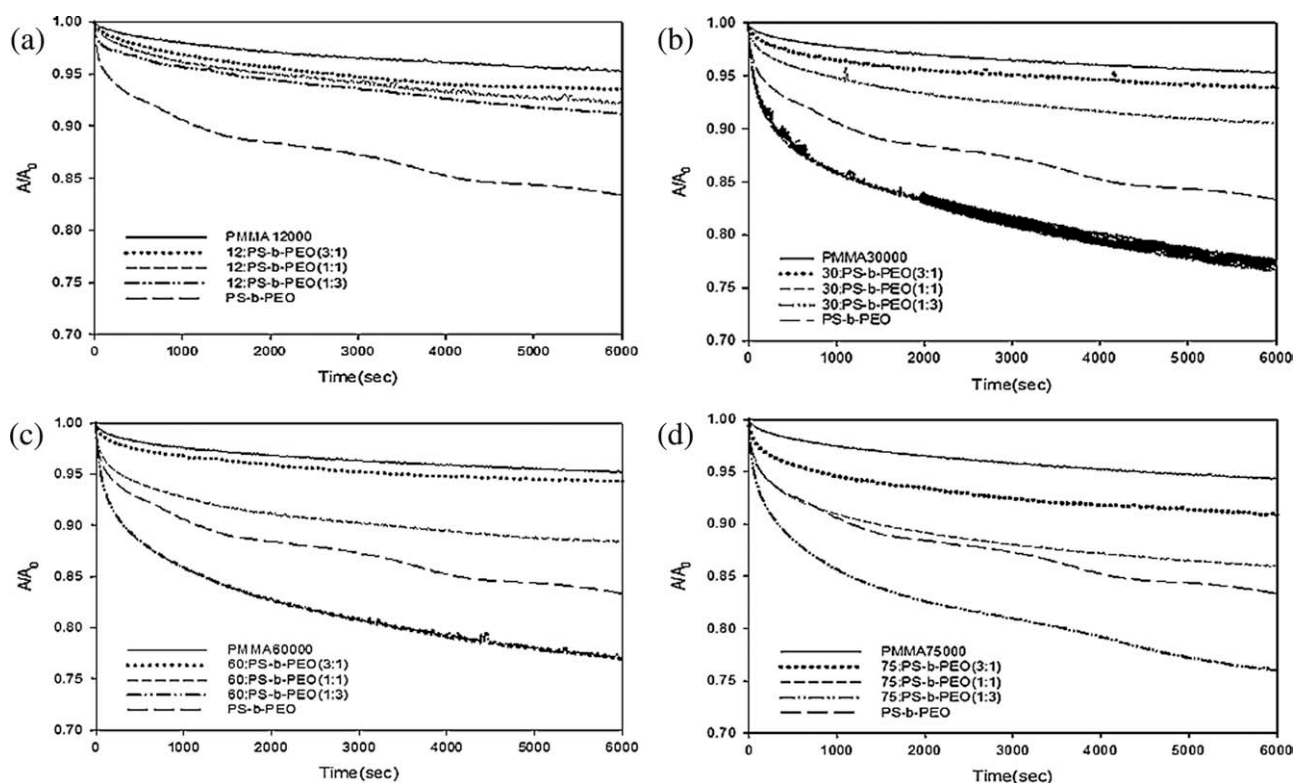 (a)
1.00
0.95
0.90
0.85
0.80
0.75
0.70
A/A0
PMMA12000
12:PS-b-PEO(3:1)
12:PS-b-PEO(1:1)
12:PS-b-PEO(1:3)
PS-b-PEO
0 1000 2000 3000 4000 5000 6000
Time(sec)
(b)
1.00
0.95
0.90
0.85
0.80
0.75
0.70
A/A0
PMMA30000
30:PS-b-PEO(3:1)
30:PS-b-PEO(1:1)
30:PS-b-PEO(1:3)
PS-b-PEO
0 1000 2000 3000 4000 5000 6000
Time(sec)
(c)
1.00
0.95
0.90
0.85
0.80
0.75
0.70
A/A0
PMMA60000
60:PS-b-PEO(3:1)
60:PS-b-PEO(1:1)
60:PS-b-PEO(1:3)
PS-b-PEO
0 1000 2000 3000 4000 5000 6000
Time(sec)
(d)
1.00
0.95
0.90
0.85
0.80
0.75
0.70
A/A0
PMMA75000
75:PS-b-PEO(3:1)
75:PS-b-PEO(1:1)
75:PS-b-PEO(1:3)
PS-b-PEO
0 1000 2000 3000 4000 5000 6000
Time(sec)